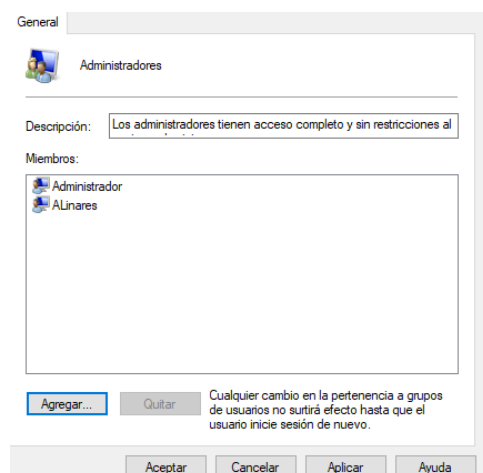 General
Administradores
Descripción:
Los administradores tienen acceso completo y sin restricciones al
Miembros:
Administrador
ALinares
Agregar...
Quitar
Cualquier cambio en la pertenencia a grupos
de usuarios no surtirá efecto hasta que el
usuario inicie sesión de nuevo.
Aceptar
Cancelar
Aplicar
Ayuda